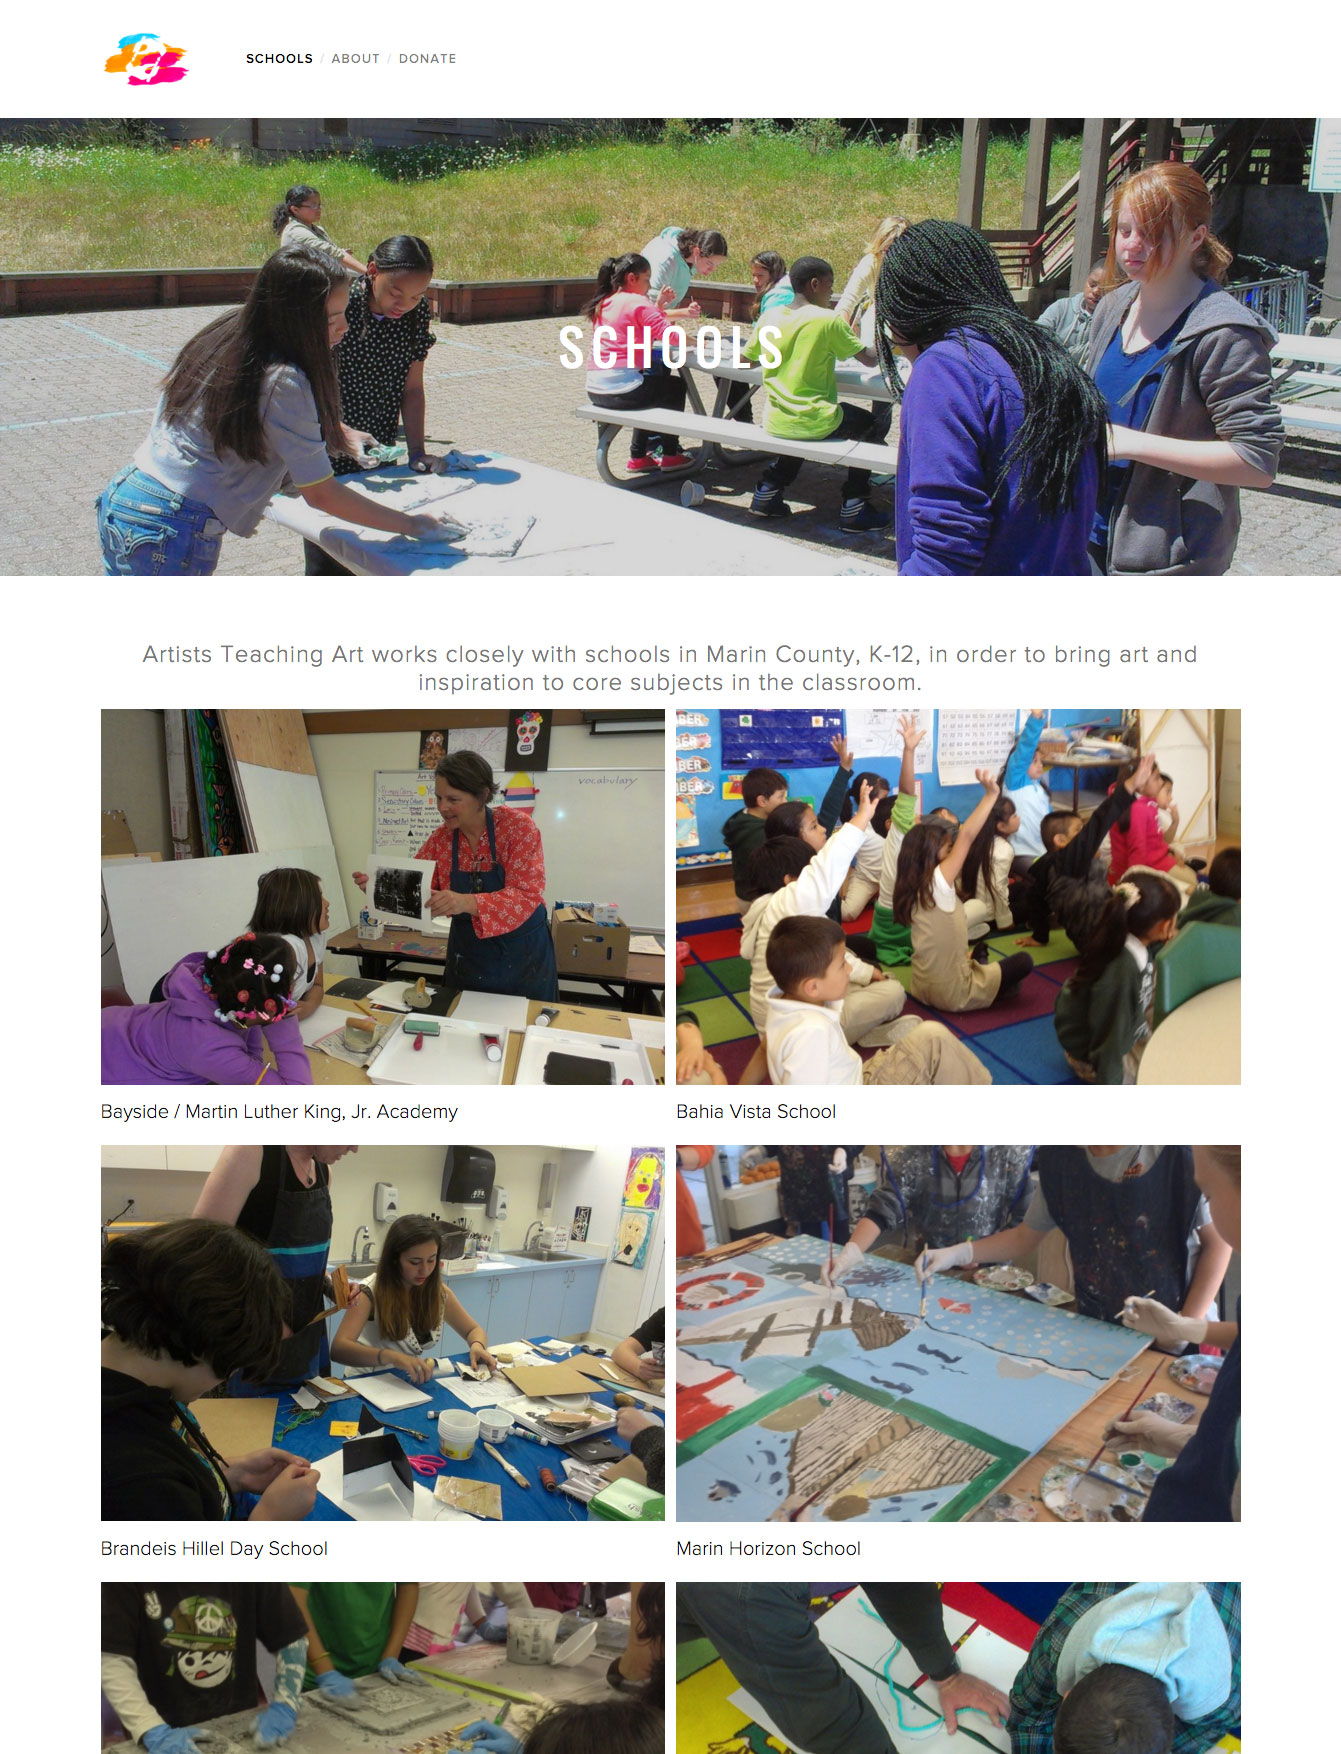 SCHOOLS / ABOUT / DONATE
SCHOOLS
Artists Teaching Art works closely with schools in Marin County, K-12, in order to bring art and
inspiration to core subjects in the classroom.
vocabulary
Bayside / Martin Luther King, Jr. Academy
Bahia Vista School
Brandeis Hillel Day School
Marin Horizon School